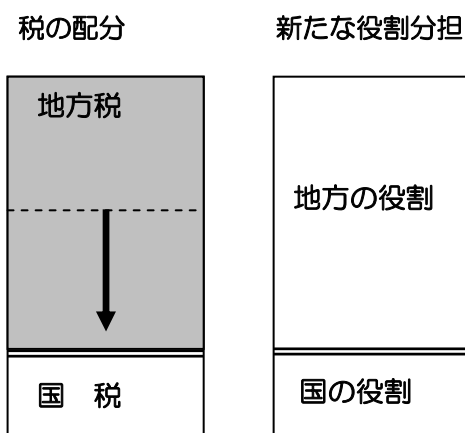 税の配分
新たな役割分担
地方税
地方の役割
国　税
国の役割